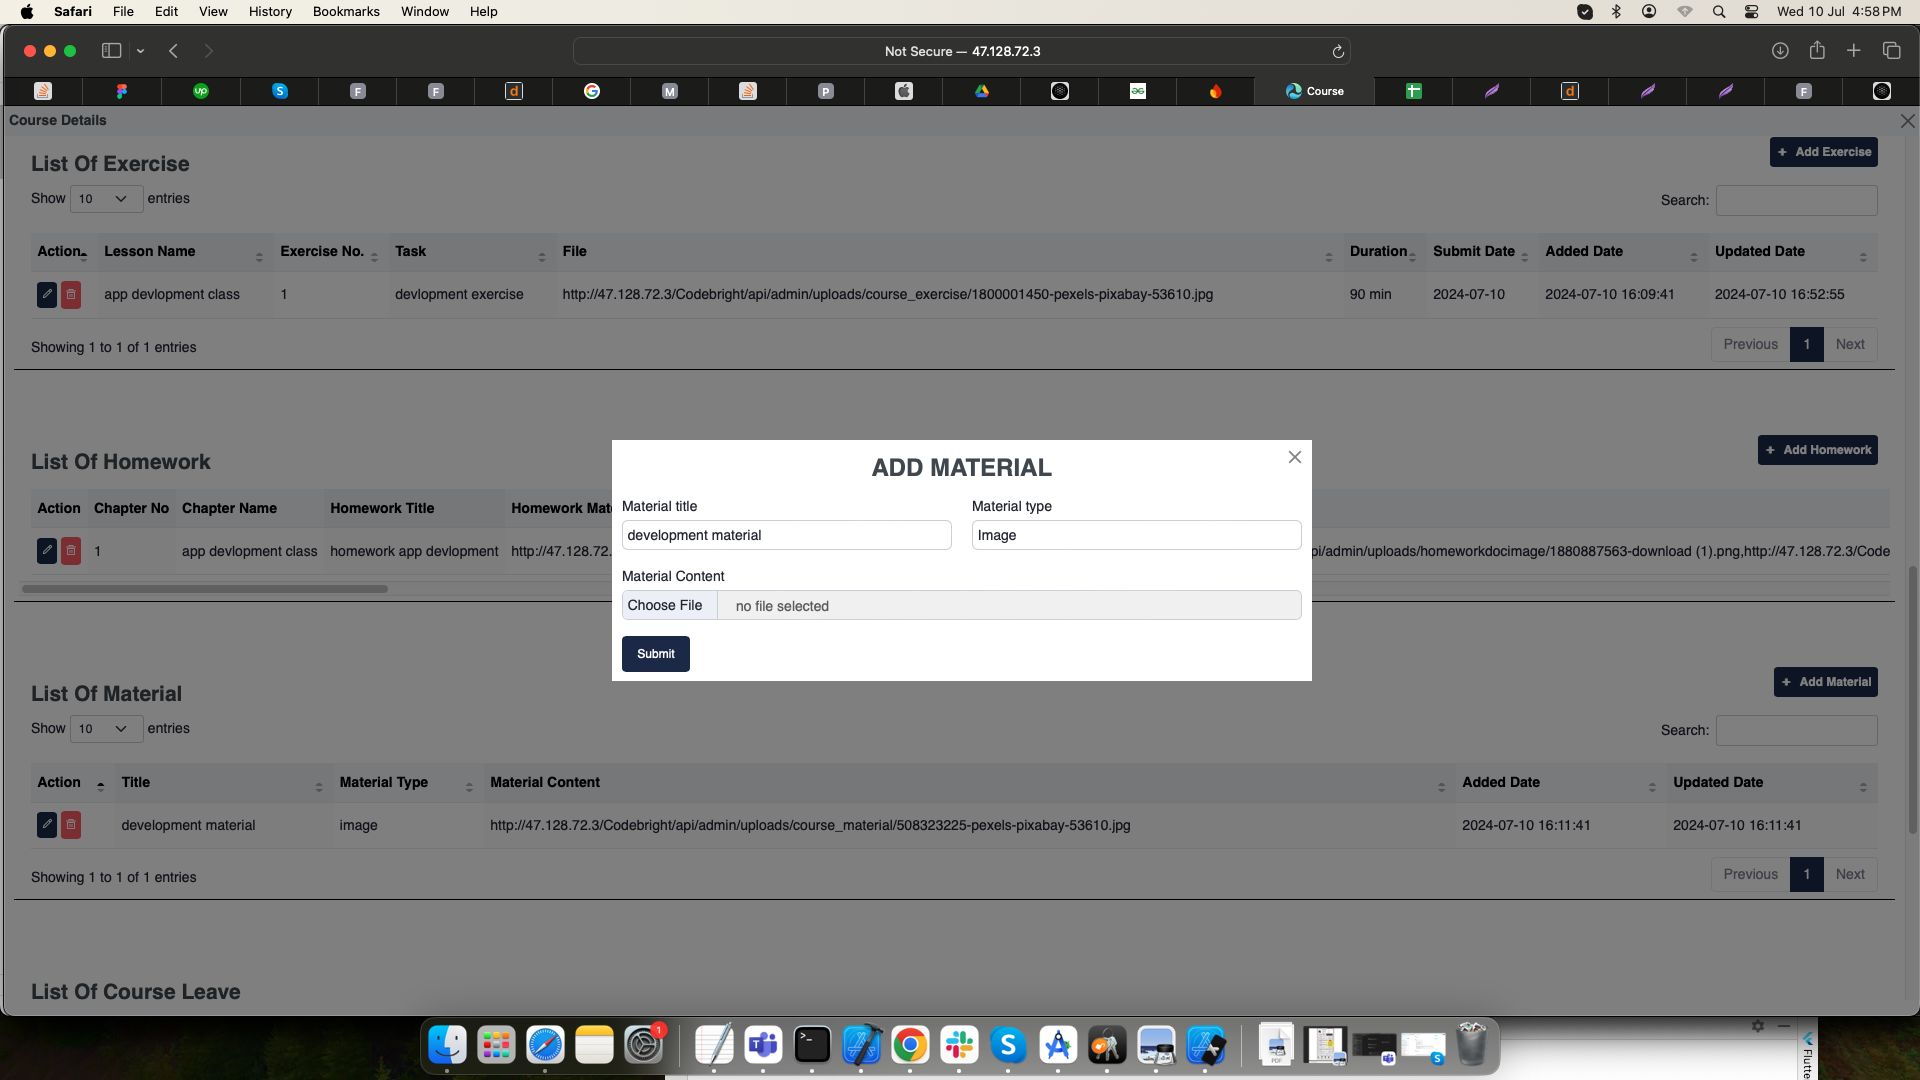 Safari File Edit View History Bookmarks Window Help Wed 10 Jul 4:58 PM
Not Secure — 47.128.72.3
Course
Course Details
List Of Exercise + Add Exercise
Show 10 entries Search:
Action Lesson Name Exercise No. Task File Duration Submit Date Added Date Updated Date
app devlopment class 1 devlopment exercise http://47.128.72.3/Codebright/api/admin/uploads/course_exercise/1800001450-pexels-pixabay-53610.jpg 90 min 2024-07-10 2024-07-10 16:09:41 2024-07-10 16:52:55
Showing 1 to 1 of 1 entries Previous 1 Next
List Of Homework + Add Homework
Action Chapter No Chapter Name Homework Title Homework Mat
1 app devlopment class homework app devlopment http://47.128.72. pi/admin/uploads/homeworkdocimage/1880887563-download (1).png,http://47.128.72.3/Code
ADD MATERIAL
Material title Material type
development material Image
Material Content
Choose File no file selected
Submit
List Of Material + Add Material
Show 10 entries Search:
Action Title Material Type Material Content Added Date Updated Date
development material image http://47.128.72.3/Codebright/api/admin/uploads/course_material/508323225-pexels-pixabay-53610.jpg 2024-07-10 16:11:41 2024-07-10 16:11:41
Showing 1 to 1 of 1 entries Previous 1 Next
List Of Course Leave
1
PDF
Flutte